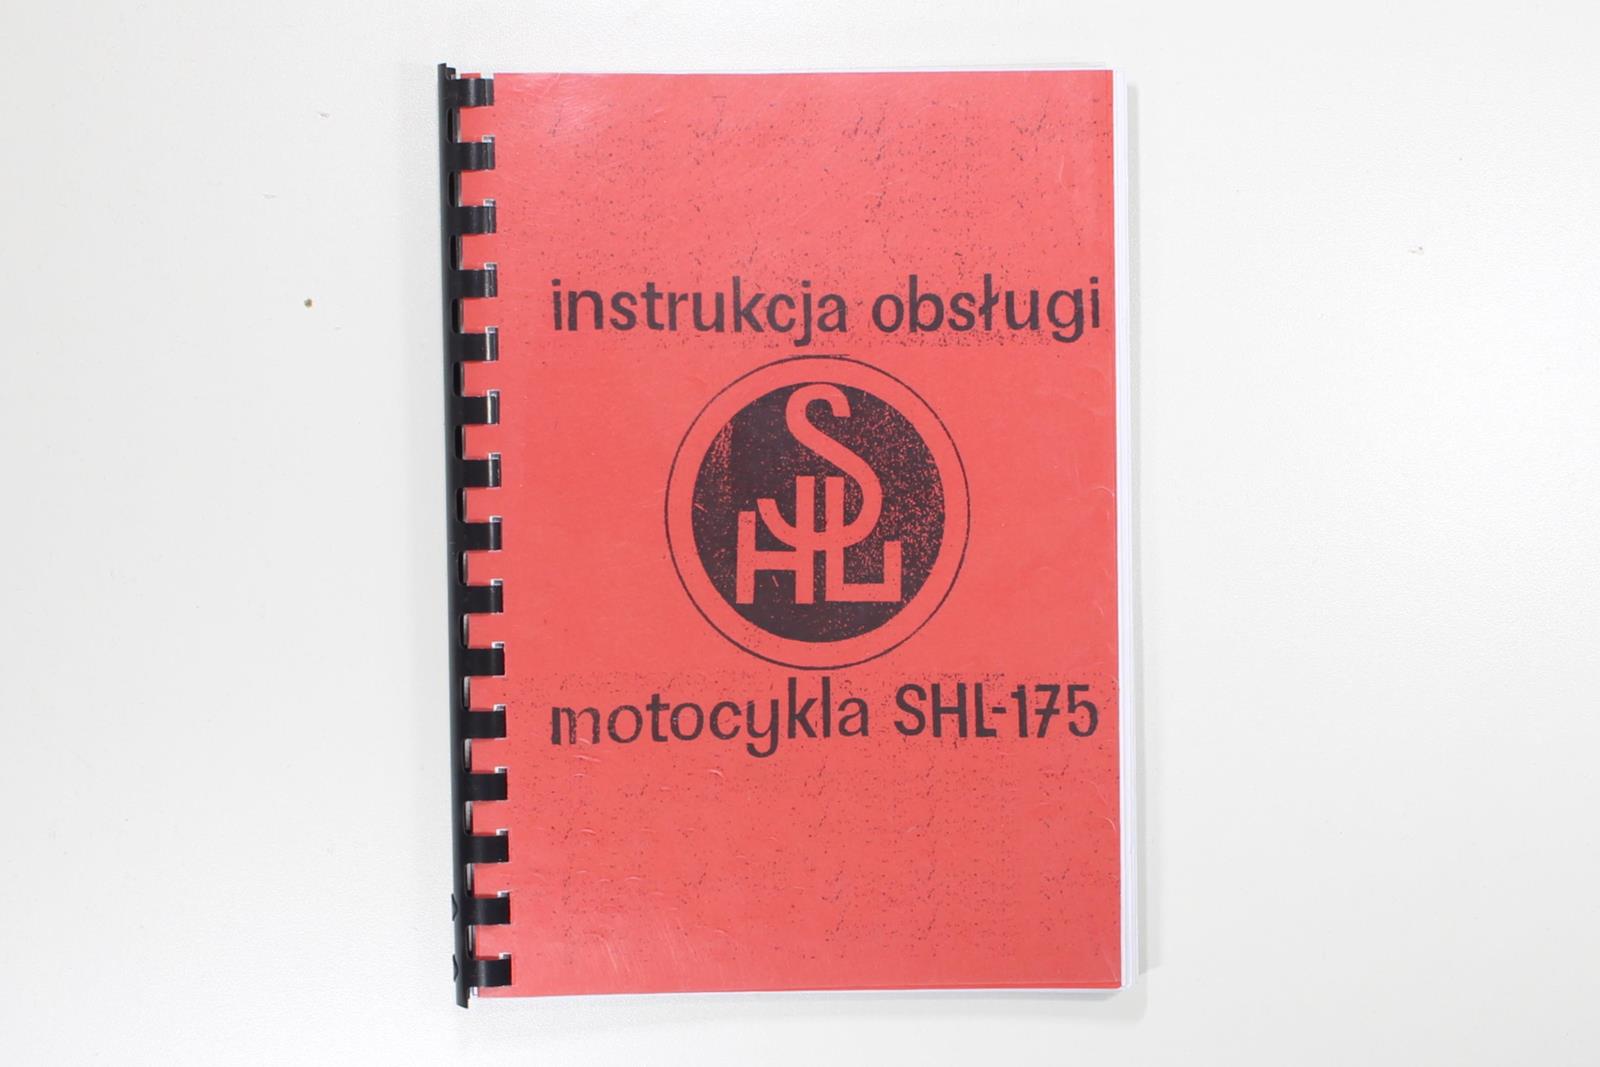 instrukcja obsługi
SHL
motocykla SHL-175